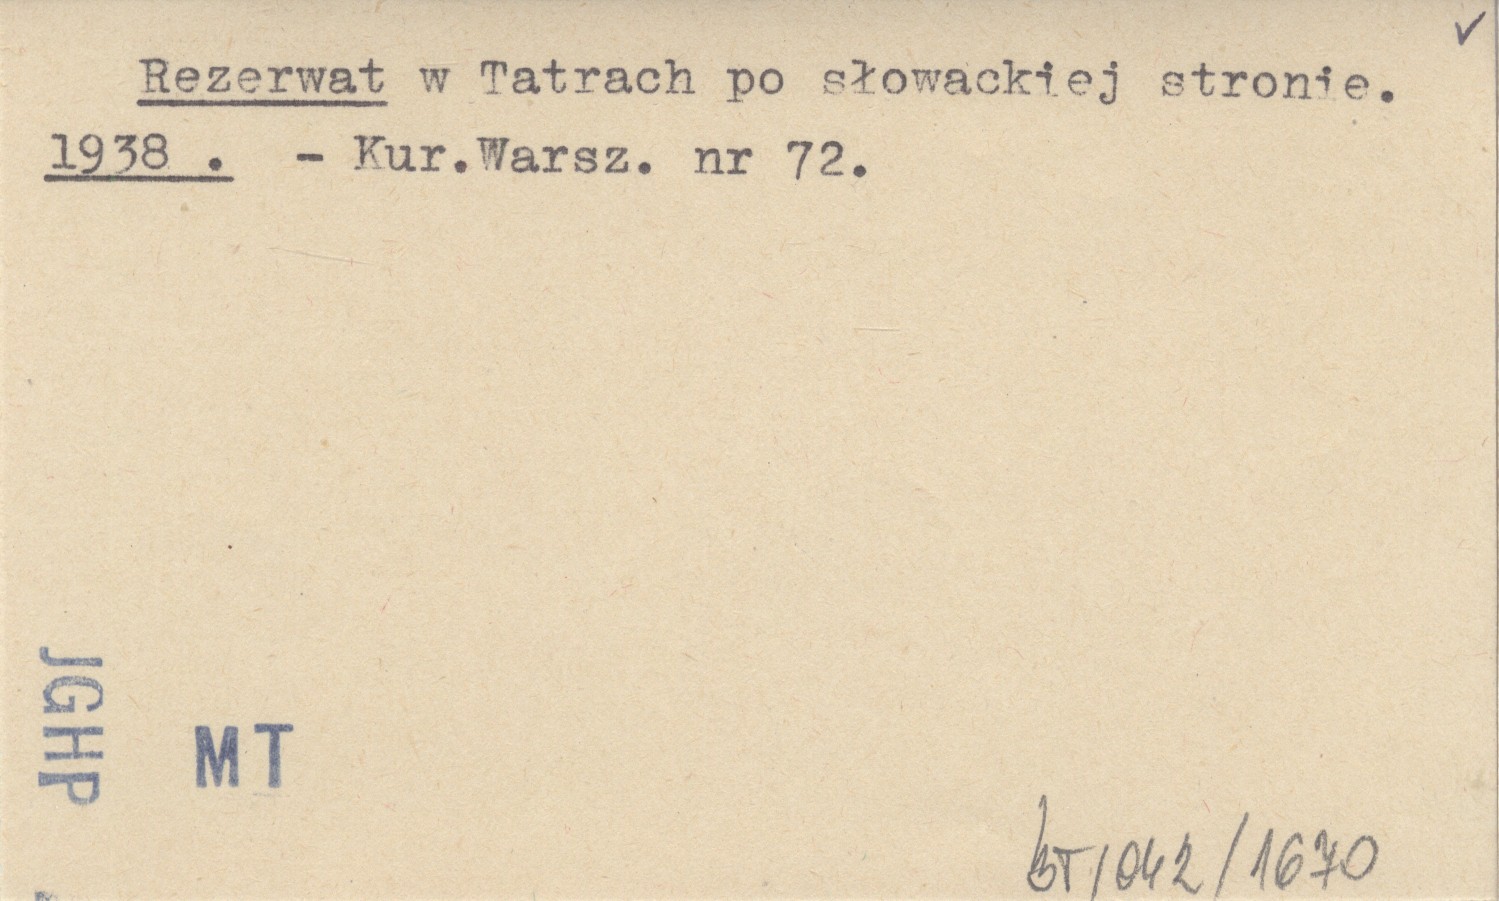 Rezerwat w Tatrach po słowackiej stronie.
1938 . - Kur.Warsz. nr 72.
JGHP
MT
BT/042/1670